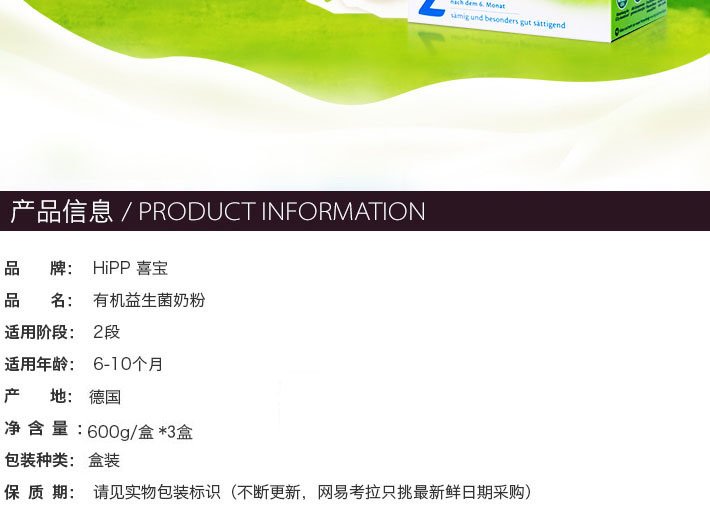 2
nach dem 6. Monat
sämig und besonders gut sättigend
产品信息 / PRODUCT INFORMATION
品 牌： HiPP 喜宝
品 名： 有机益生菌奶粉
适用阶段： 2段
适用年龄： 6-10个月
产 地： 德国
净 含 量 ：600g/盒 *3盒
包装种类： 盒装
保 质 期： 请见实物包装标识（不断更新，网易考拉只挑最新鲜日期采购）